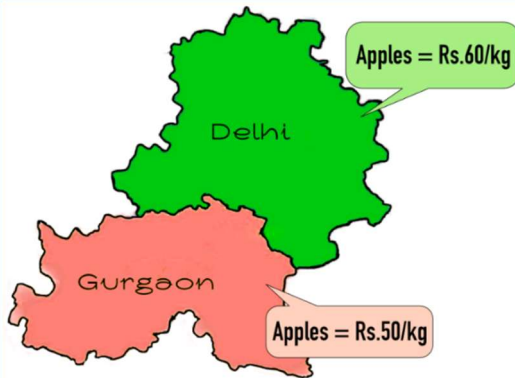 Apples = Rs.60/kg
Delhi
Gurgaon
Apples = Rs.50/kg